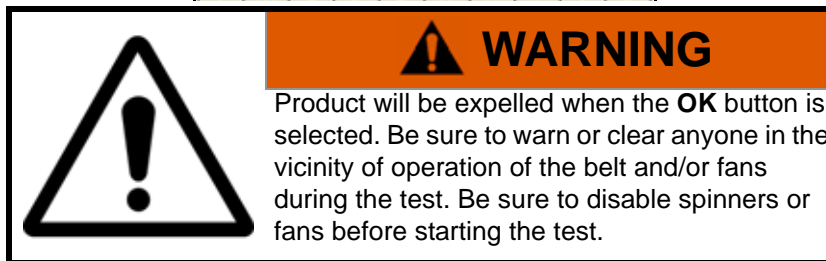 WARNING
Product will be expelled when the OK button is
selected. Be sure to warn or clear anyone in the
vicinity of operation of the belt and/or fans
during the test. Be sure to disable spinners or
fans before starting the test.